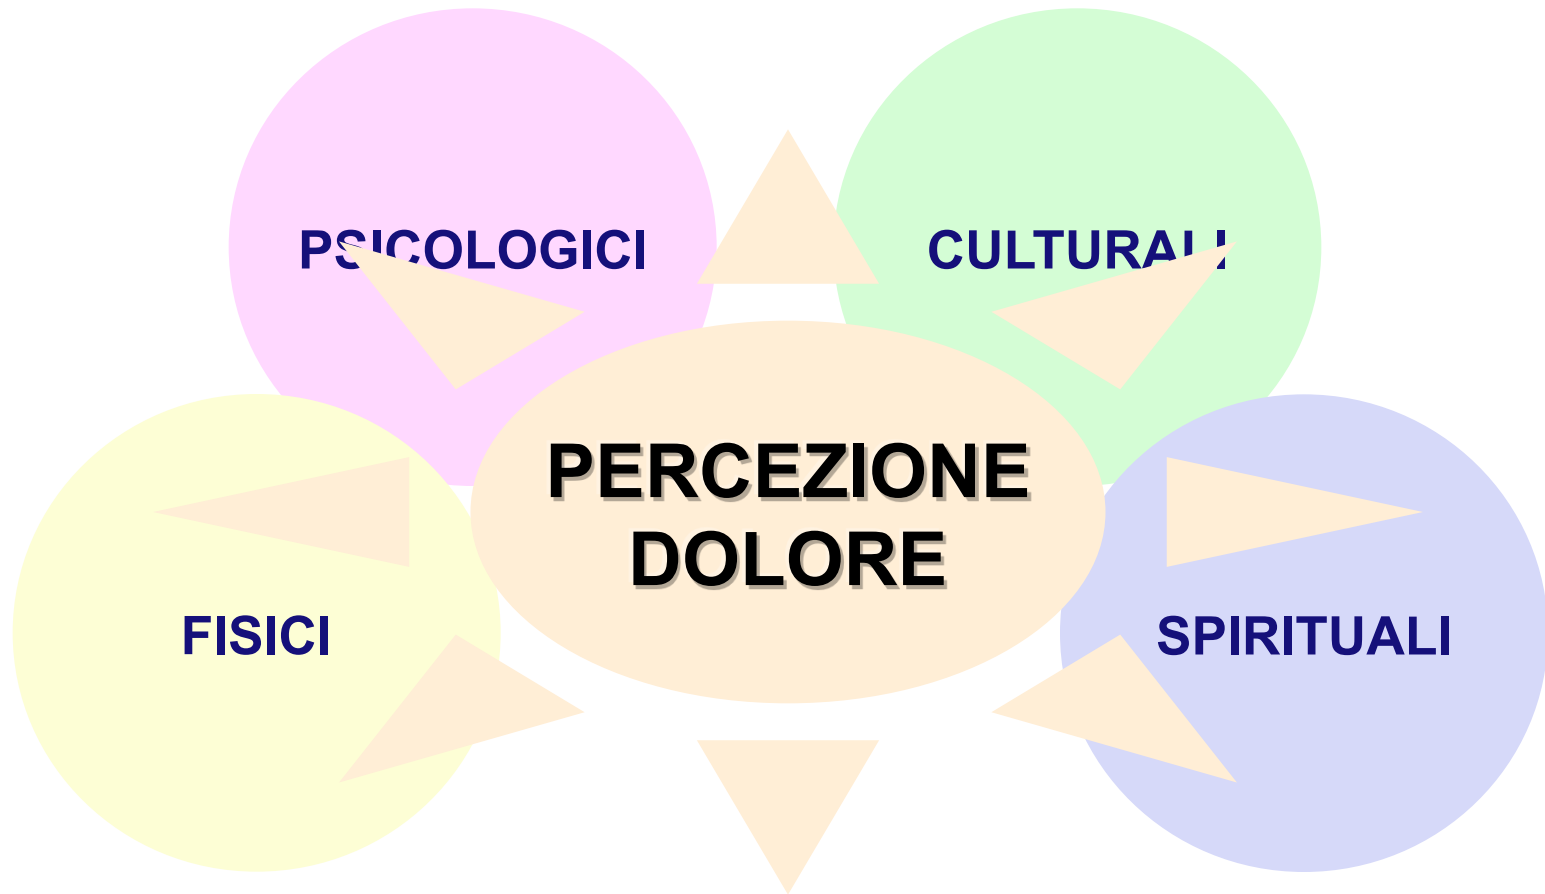 PSICOLOGICI
CULTURALI
PERCEZIONE
DOLORE
FISICI
SPIRITUALI